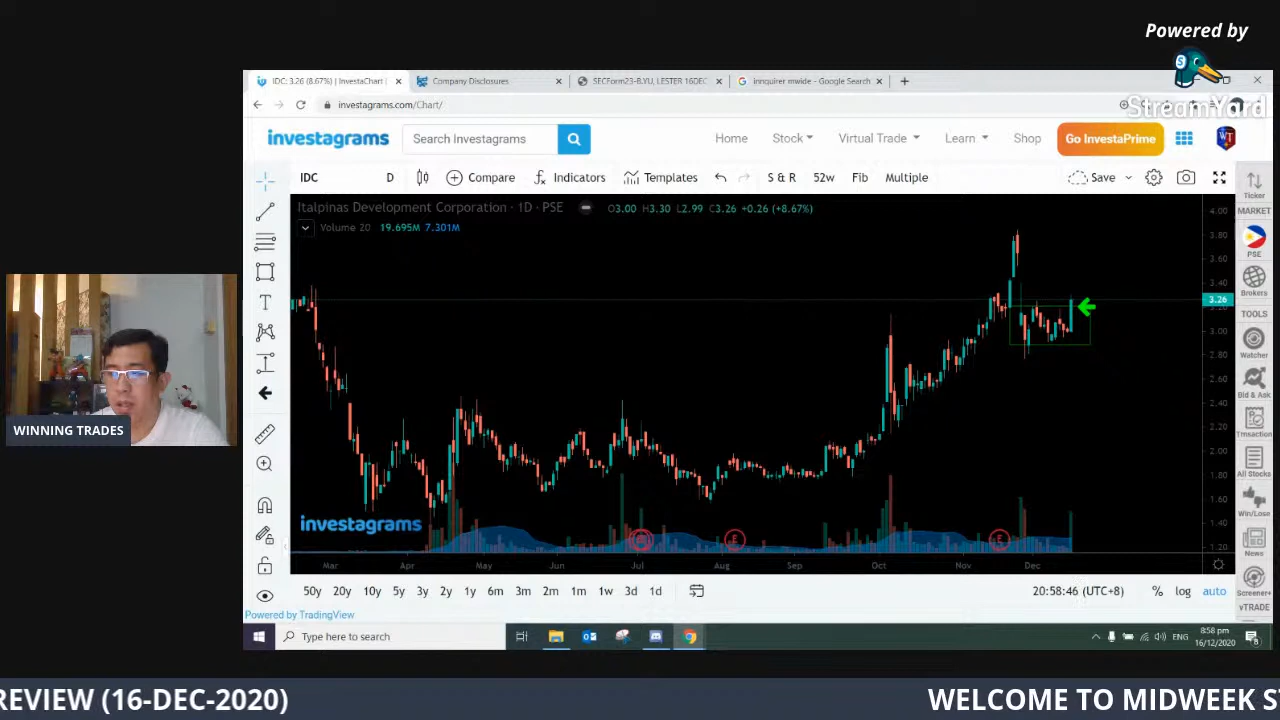 Powered by
StreamYard
IDC: 3.26 (8.67%) | InvestaChart |
Company Disclosures
SECForm23-B.YU, LESTER 16DEC
innquirer mwide - Google Search
investagrams.com/Chart/
investagrams
Search Investagrams
Home
Stock
Virtual Trade
Learn
Shop
Go InvestaPrime
IDC
D
Compare
Indicators
Templates
S & R
52w
Fib
Multiple
Save
Italpinas Development Corporation · 1D · PSE
O3.00 H3.30 L2.99 C3.26 +0.26 (+8.67%)
Volume 20 19.695M 7.301M
4.00
3.80
3.60
3.40
3.26
3.00
2.80
2.60
2.40
2.20
2.00
1.80
1.60
1.40
1.20
Ticker
MARKET
PSE
Brokers
TOOLS
Watcher
Bid & Ask
Trnsaction
All Stocks
Win/Lose
News
Screener+
vTRADE
WINNING TRADES
investagrams
E
E
Mar
Apr
May
Jun
Jul
Aug
Sep
Oct
Nov
Dec
50y 20y 10y 5y 3y 2y 1y 6m 3m 2m 1m 1w 3d 1d
20:58:46 (UTC+8)
%
log
auto
Powered by TradingView
Type here to search
ENG
8:58 pm
16/12/2020
REVIEW (16-DEC-2020)
WELCOME TO MIDWEEK S